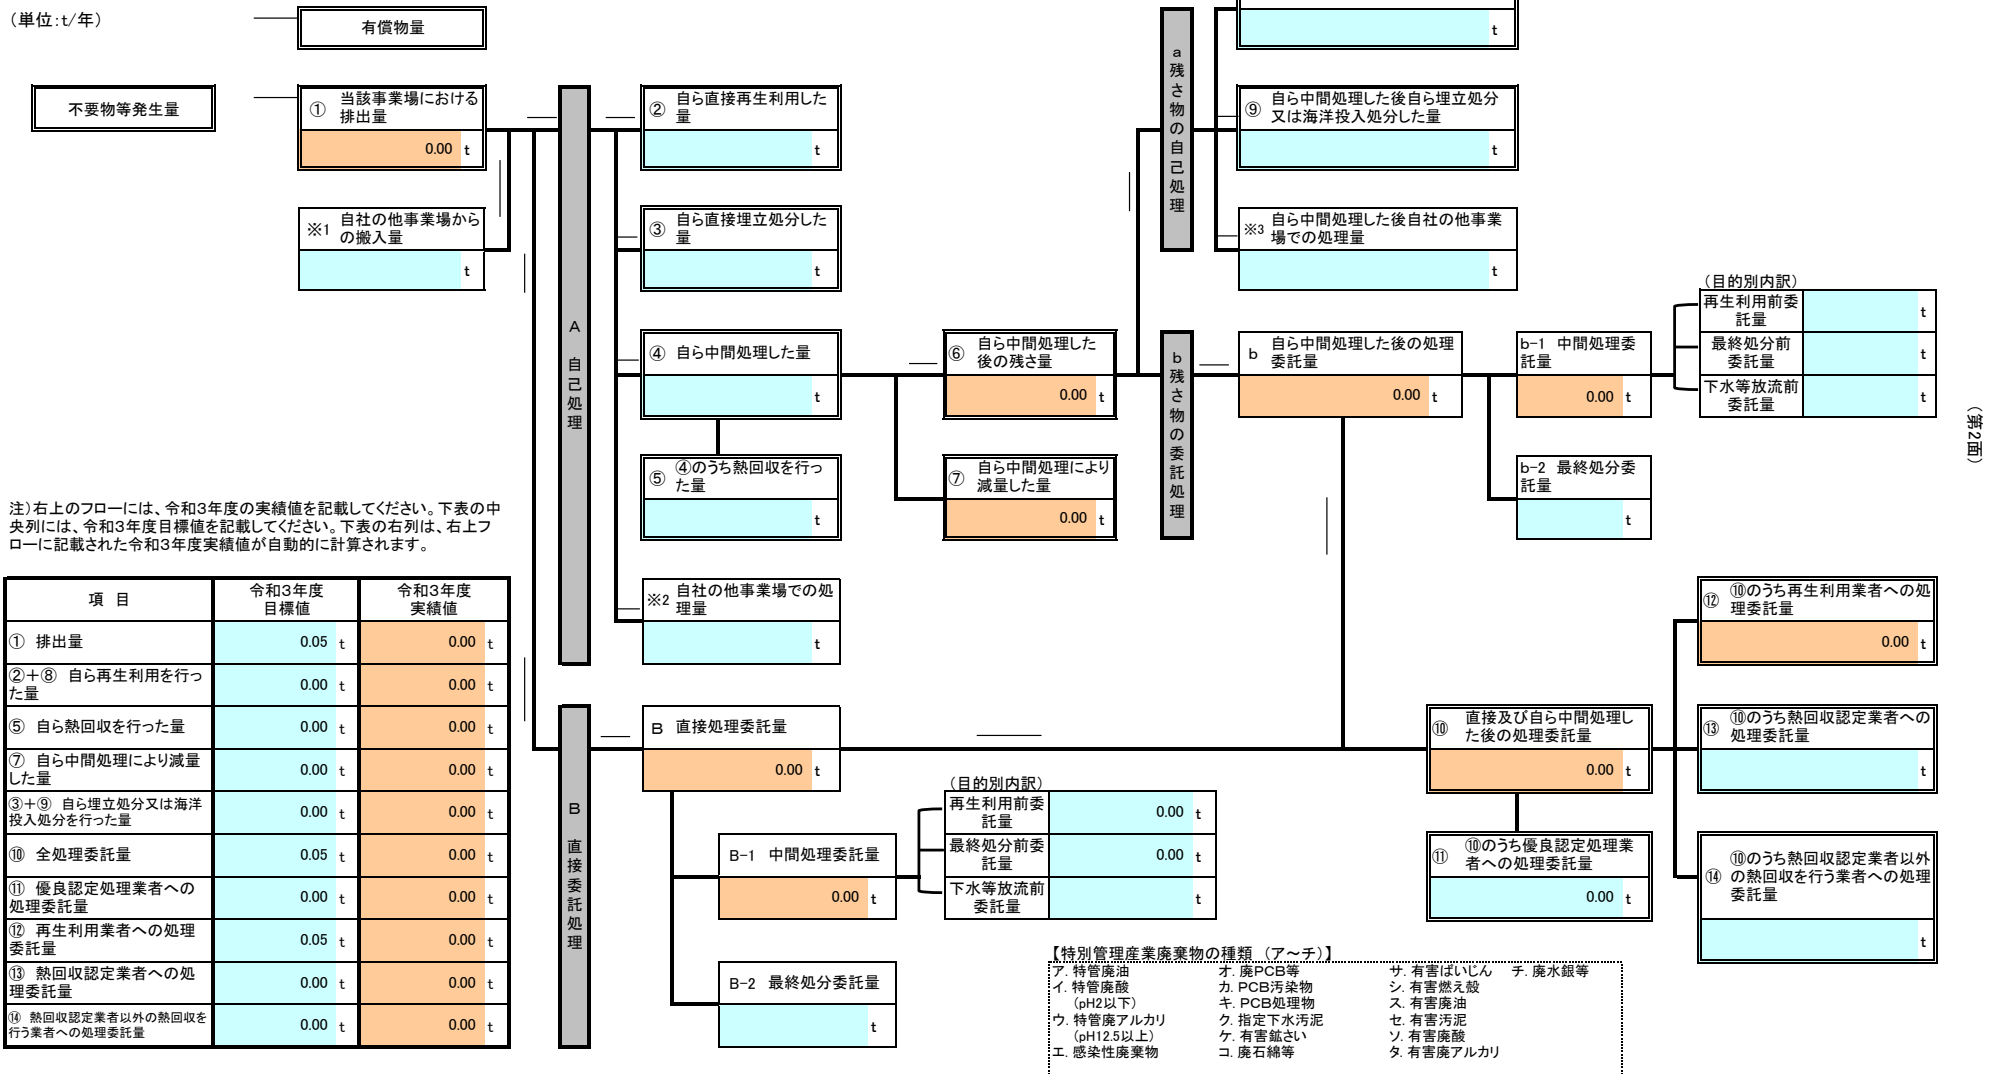 (単位:t/年)
有償物量
t
不要物等発生量
① 当該事業場における
排出量
0.00 t
※1 自社の他事業場から
の搬入量
t
A 自己処理
② 自ら直接再生利用した
量
t
③ 自ら直接埋立処分した
量
t
④ 自ら中間処理した量
t
⑤ ④のうち熱回収を行っ
た量
t
※2 自社の他事業場での処
理量
t
⑥ 自ら中間処理した
後の残さ量
0.00 t
⑦ 自ら中間処理により
減量した量
0.00 t
a 残さ物の自己処理
⑨ 自ら中間処理した後自ら埋立処分
又は海洋投入処分した量
t
※3 自ら中間処理した後自社の他事業
場での処理量
t
b 残さ物の委託処理
b 自ら中間処理した後の処理
委託量
0.00 t
b-1 中間処理委
託量
0.00 t
b-2 最終処分委
託量
t
(目的別内訳)
再生利用前委
託量
t
最終処分前
委託量
t
下水等放流前
委託量
t
(第2面)
注)右上のフローには、令和3年度の実績値を記載してください。下表の中
央列には、令和3年度目標値を記載してください。下表の右列は、右上フ
ローに記載された令和3年度実績値が自動的に計算されます。
項 目
令和3年度
目標値
令和3年度
実績値
① 排出量 0.05 t 0.00 t
②+⑧ 自ら再生利用を行っ
た量 0.00 t 0.00 t
⑤ 自ら熱回収を行った量 0.00 t 0.00 t
⑦ 自ら中間処理により減量
した量 0.00 t 0.00 t
③+⑨ 自ら埋立処分又は海洋
投入処分を行った量 0.00 t 0.00 t
⑩ 全処理委託量 0.05 t 0.00 t
⑪ 優良認定処理業者への
処理委託量 0.00 t 0.00 t
⑫ 再生利用業者への処理
委託量 0.05 t 0.00 t
⑬ 熱回収認定業者への処
理委託量 0.00 t 0.00 t
⑭ 熱回収認定業者以外の熱回収を
行う業者への処理委託量 0.00 t 0.00 t
B 直接委託処理
B 直接処理委託量
0.00 t
B-1 中間処理委託量
0.00 t
B-2 最終処分委託量
t
(目的別内訳)
再生利用前委
託量
0.00 t
最終処分前委
託量
0.00 t
下水等放流前
委託量
t
⑩ 直接及び自ら中間処理し
た後の処理委託量
0.00 t
⑪ ⑩のうち優良認定処理業
者への処理委託量
0.00 t
⑫ ⑩のうち再生利用業者への処
理委託量
0.00 t
⑬ ⑩のうち熱回収認定業者への
処理委託量
t
⑭ ⑩のうち熱回収認定業者以外
の熱回収を行う業者への処理
委託量
t
【特別管理産業廃棄物の種類 (ア~チ)】
ア. 特管廃油 オ. 廃PCB等 サ. 有害ばいじん チ. 廃水銀等
イ. 特管廃酸 カ. PCB汚染物 シ. 有害燃え殻
(pH2以下) キ. PCB処理物 ス. 有害廃油
ウ. 特管廃アルカリ ク. 指定下水汚泥 セ. 有害汚泥
(pH12.5以上) ケ. 有害鉱さい ソ. 有害廃酸
エ. 感染性廃棄物 コ. 廃石綿等 タ. 有害廃アルカリ